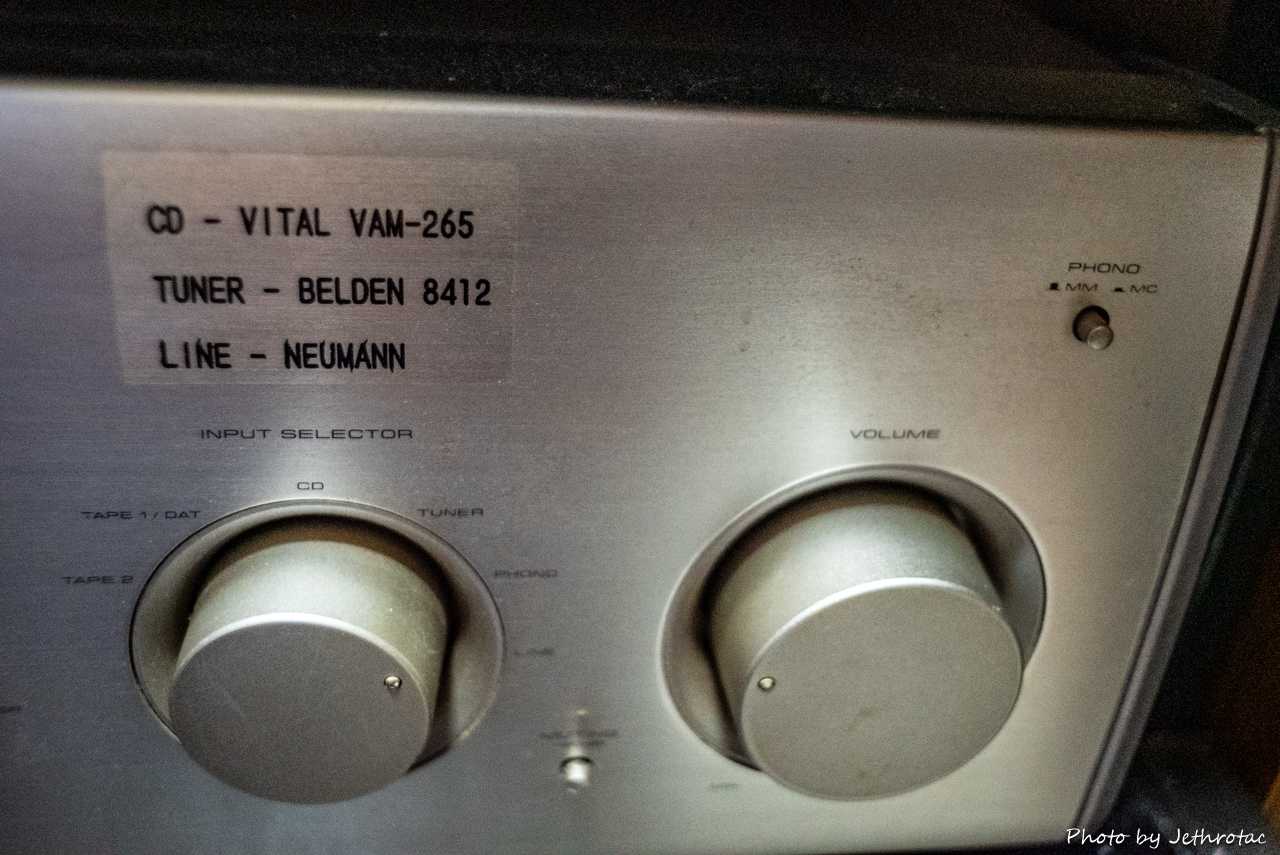 CD - VITAL VAM-265
TUNER - BELDEN 8412
LINE - NEUMANN
PHONO
MM MC
INPUT SELECTOR
VOLUME
CD
TAPE 1 / DAT
TUNER
TAPE 2
PHONO
LINE
MUTING
Photo by Jethrotac